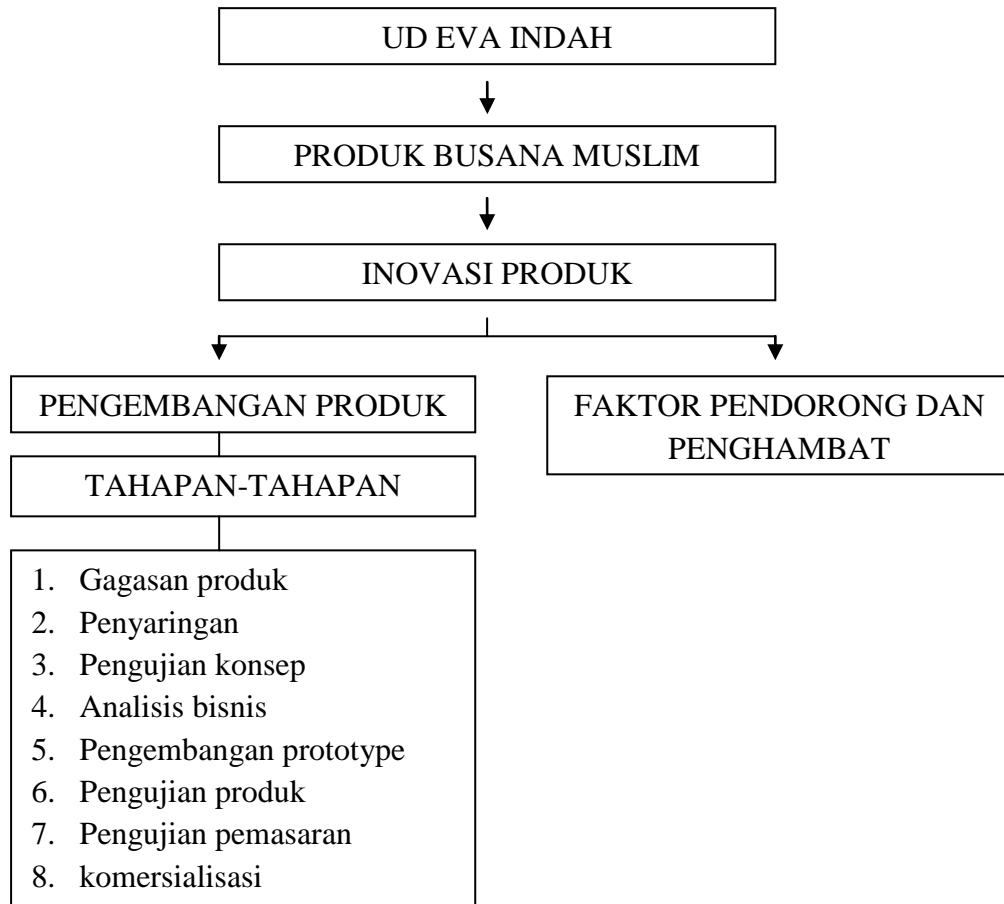 UD EVA INDAH
PRODUK BUSANA MUSLIM
INOVASI PRODUK
PENGEMBANGAN PRODUK
FAKTOR PENDORONG DAN
PENGHAMBAT
TAHAPAN-TAHAPAN
1. Gagasan produk
2. Penyaringan
3. Pengujian konsep
4. Analisis bisnis
5. Pengembangan prototype
6. Pengujian produk
7. Pengujian pemasaran
8. komersialisasi